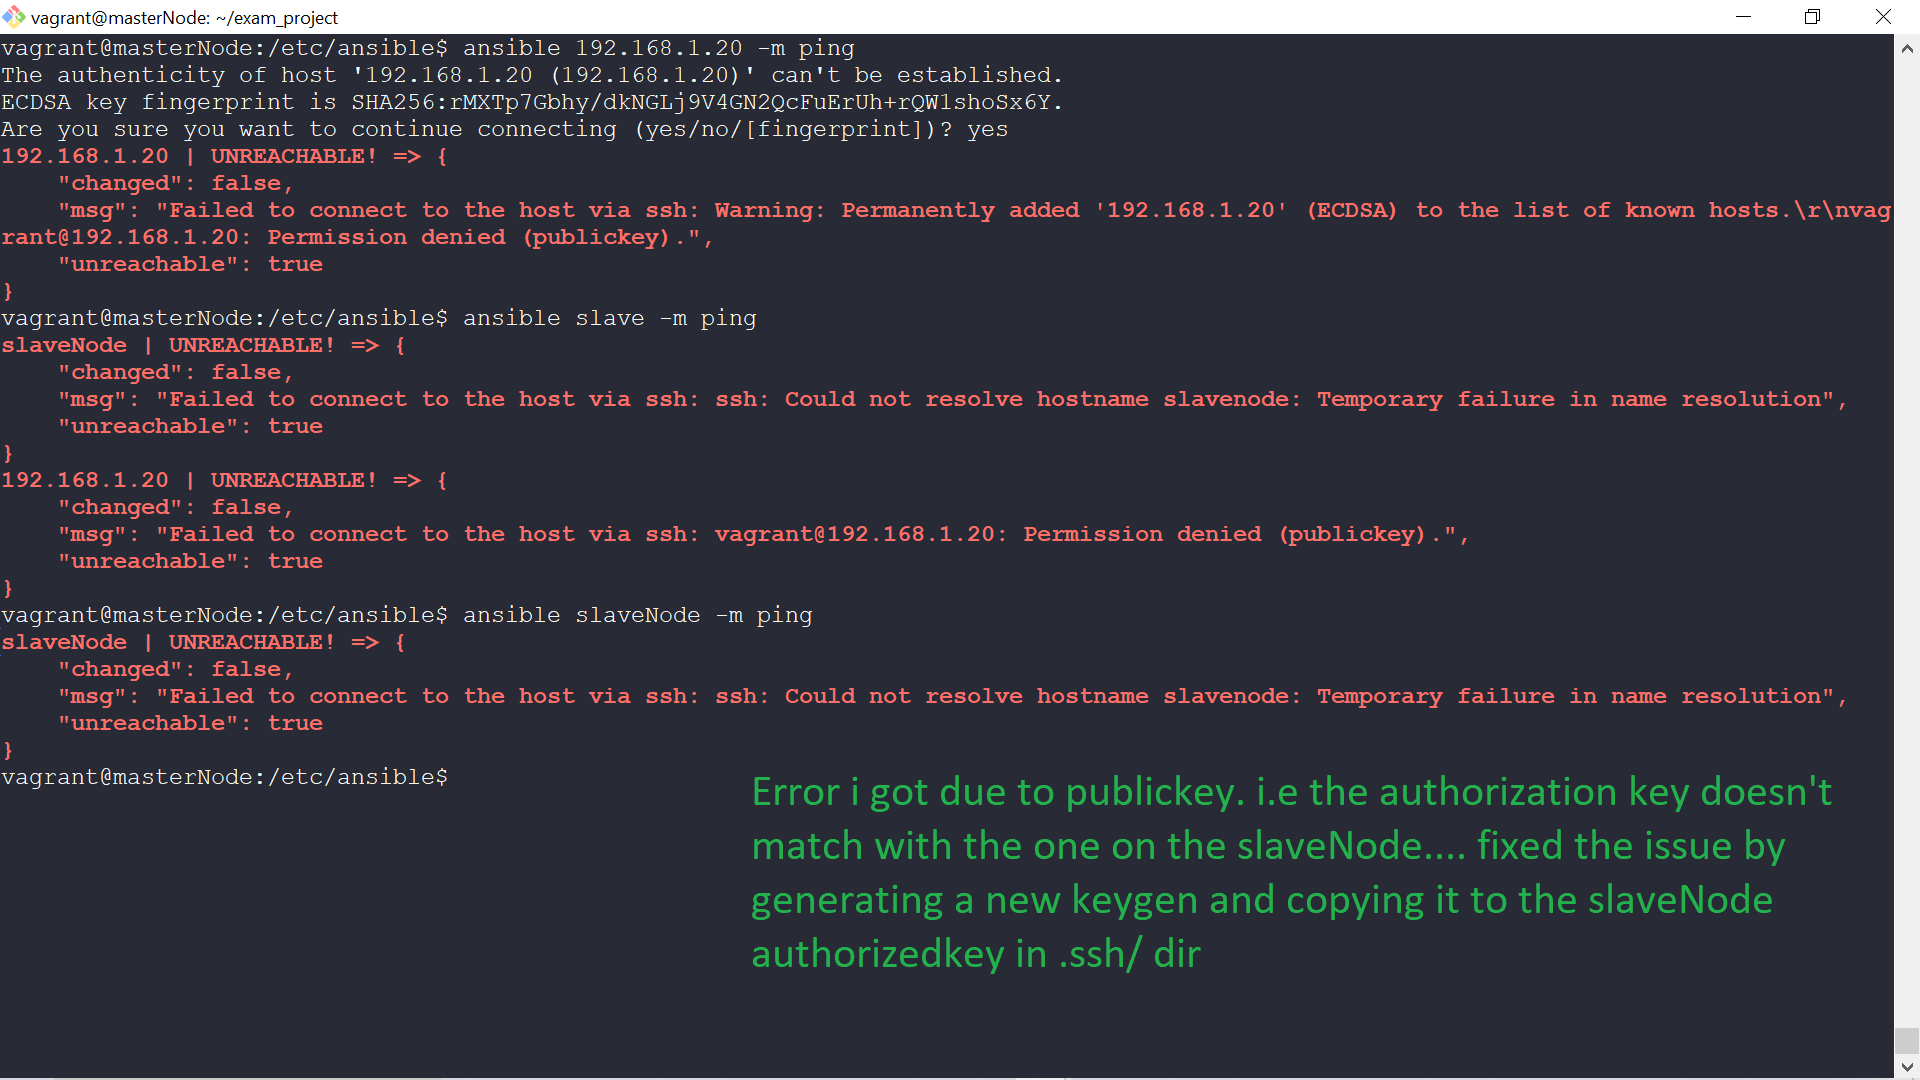 vagrant@masterNode: ~/exam_project
vagrant@masterNode:/etc/ansible$ ansible 192.168.1.20 -m ping
The authenticity of host '192.168.1.20 (192.168.1.20)' can't be established.
ECDSA key fingerprint is SHA256:rMXTp7Gbhy/dkNGLj9V4GN2QcFuErUh+rQW1shoSx6Y.
Are you sure you want to continue connecting (yes/no/[fingerprint])? yes
192.168.1.20 | UNREACHABLE! => {
    "changed": false,
    "msg": "Failed to connect to the host via ssh: Warning: Permanently added '192.168.1.20' (ECDSA) to the list of known hosts.\r\nvag
rant@192.168.1.20: Permission denied (publickey).",
    "unreachable": true
}
vagrant@masterNode:/etc/ansible$ ansible slave -m ping
slaveNode | UNREACHABLE! => {
    "changed": false,
    "msg": "Failed to connect to the host via ssh: ssh: Could not resolve hostname slavenode: Temporary failure in name resolution",
    "unreachable": true
}
192.168.1.20 | UNREACHABLE! => {
    "changed": false,
    "msg": "Failed to connect to the host via ssh: vagrant@192.168.1.20: Permission denied (publickey).",
    "unreachable": true
}
vagrant@masterNode:/etc/ansible$ ansible slaveNode -m ping
slaveNode | UNREACHABLE! => {
    "changed": false,
    "msg": "Failed to connect to the host via ssh: ssh: Could not resolve hostname slavenode: Temporary failure in name resolution",
    "unreachable": true
}
vagrant@masterNode:/etc/ansible$
Error i got due to publickey. i.e the authorization key doesn't
match with the one on the slaveNode.... fixed the issue by
generating a new keygen and copying it to the slaveNode
authorizedkey in .ssh/ dir